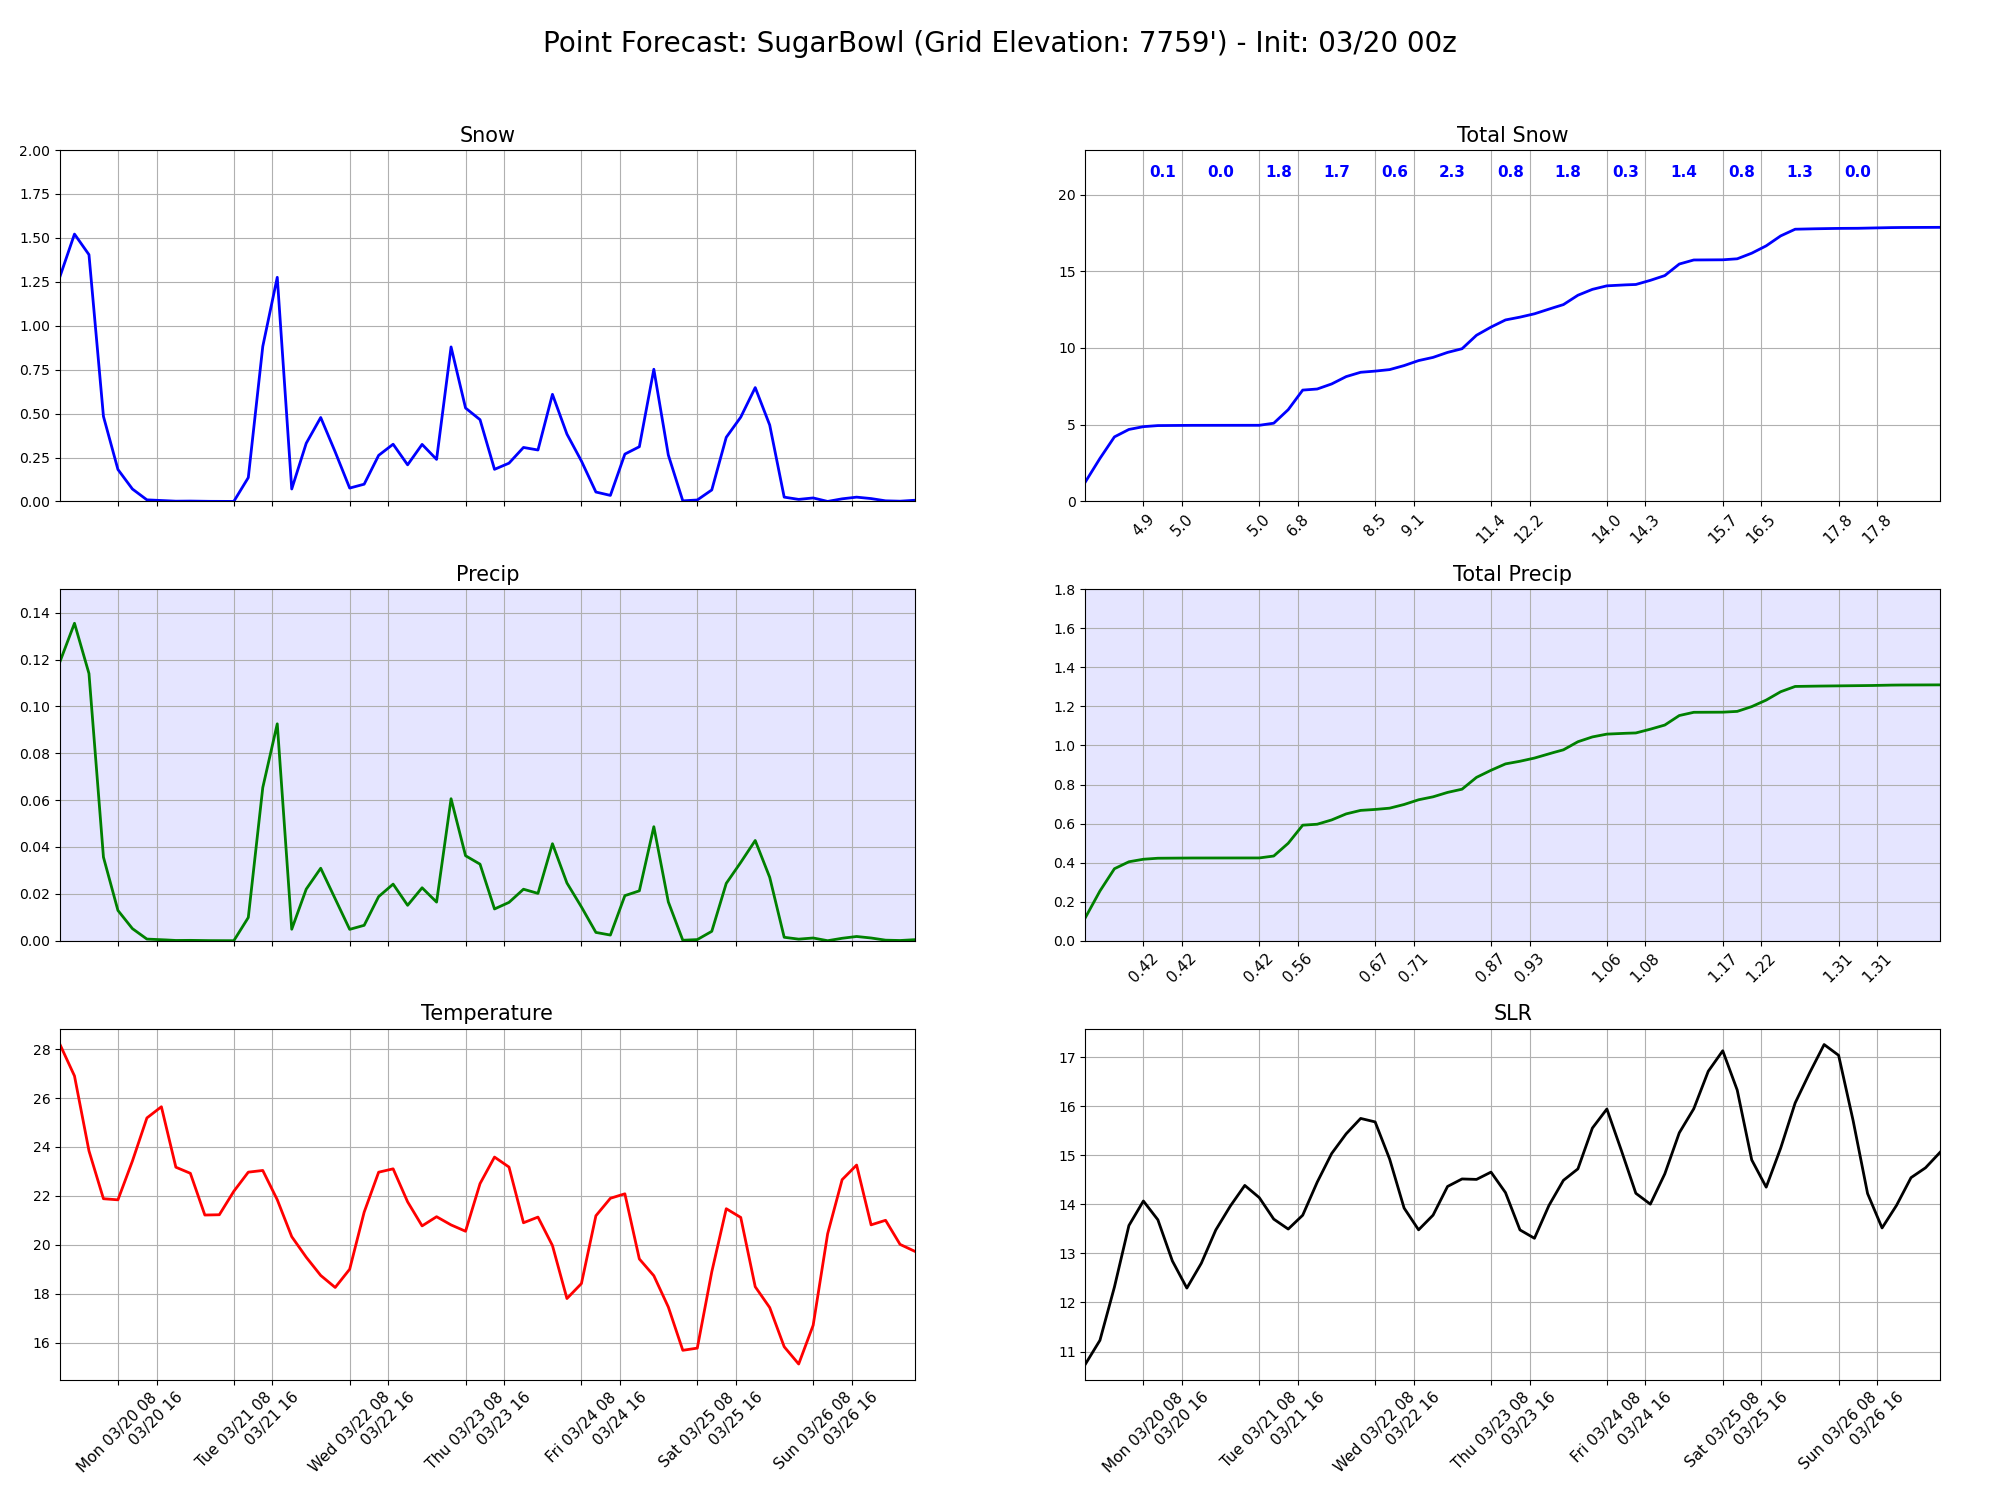 Point Forecast: SugarBowl (Grid Elevation: 7759') - Init: 03/20 00z
Snow
2.00
1.75
1.50
1.25
1.00
0.75
0.50
0.25
0.00
Total Snow
0.1 0.0 1.8 1.7 0.6 2.3 0.8 1.8 0.3 1.4 0.8 1.3 0.0
20
15
10
5
0
4.9 5.0 5.0 6.8 8.5 9.1 11.4 12.2 14.0 14.3 15.7 16.5 17.8 17.8
Precip
0.14
0.12
0.10
0.08
0.06
0.04
0.02
0.00
Total Precip
1.8
1.6
1.4
1.2
1.0
0.8
0.6
0.4
0.2
0.0
0.42 0.42 0.42 0.56 0.67 0.71 0.87 0.93 1.06 1.08 1.17 1.22 1.31 1.31
Temperature
28
26
24
22
20
18
16
Mon 03/20 08
03/20 16
Tue 03/21 08
03/21 16
Wed 03/22 08
03/22 16
Thu 03/23 08
03/23 16
Fri 03/24 08
03/24 16
Sat 03/25 08
03/25 16
Sun 03/26 08
03/26 16
SLR
17
16
15
14
13
12
11
Mon 03/20 08
03/20 16
Tue 03/21 08
03/21 16
Wed 03/22 08
03/22 16
Thu 03/23 08
03/23 16
Fri 03/24 08
03/24 16
Sat 03/25 08
03/25 16
Sun 03/26 08
03/26 16